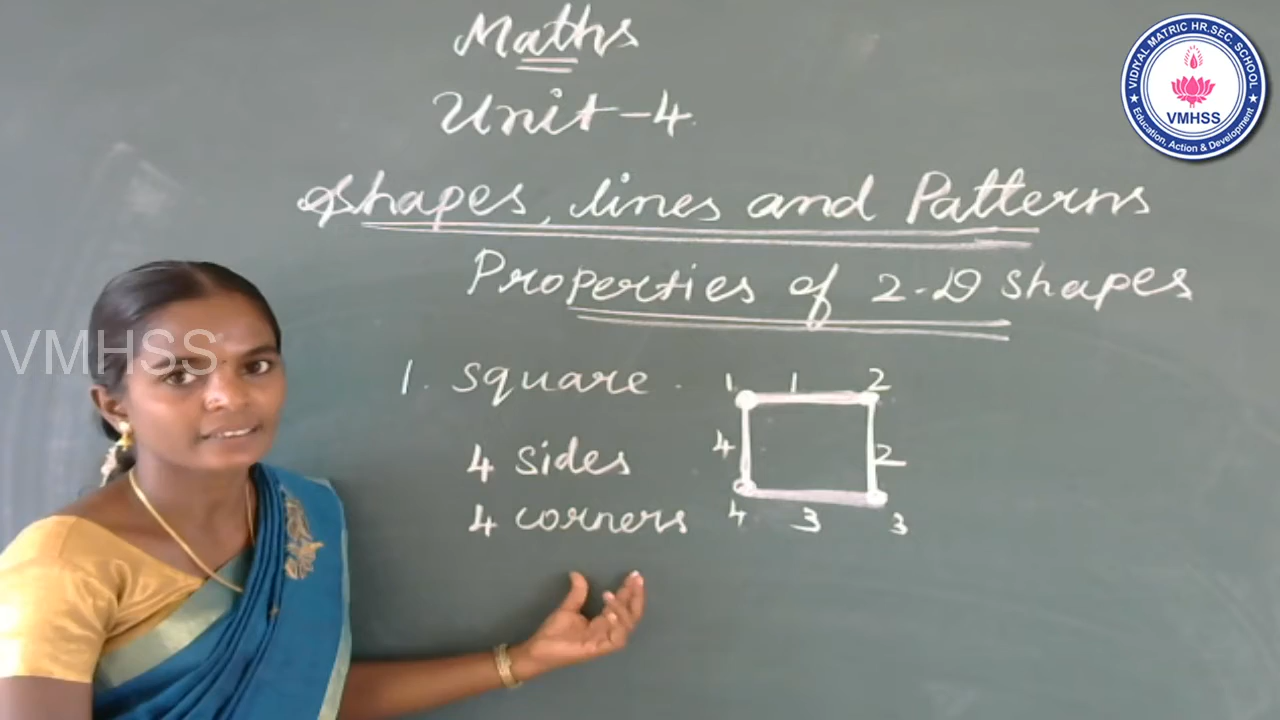 Maths
Unit-4
Shapes, lines and Patterns
Properties of 2-D shapes
1. square.
4 sides
4 corners
1 1 2
4 2
4 3 3
VIDIYAL MATRIC HR.SEC. SCHOOL
VMHSS
★ Education, Action & Development ★
VMHSS